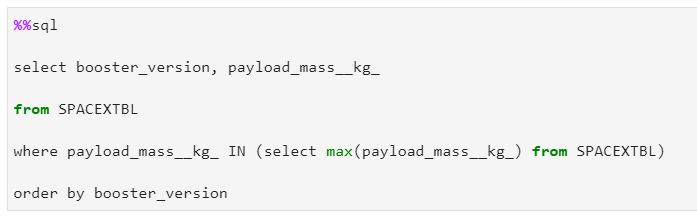 %%sql
select booster_version, payload_mass__kg_
from SPACEXTBL
where payload_mass__kg_ IN (select max(payload_mass__kg_) from SPACEXTBL)
order by booster_version